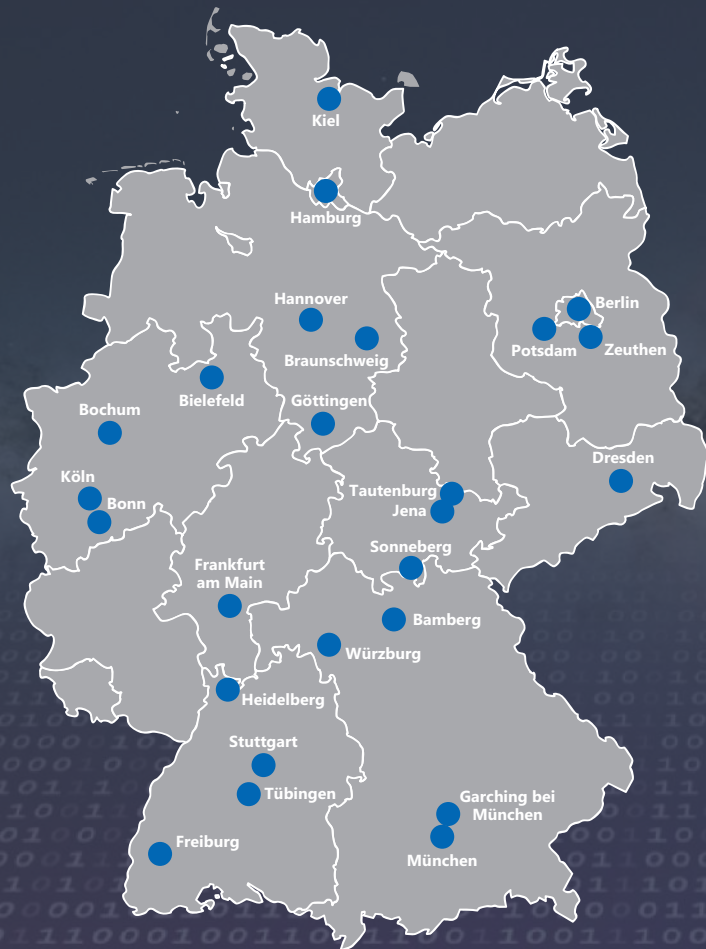 Kiel
Hamburg
Hannover
Berlin
Braunschweig
Potsdam
Zeuthen
Bielefeld
Göttingen
Bochum
Dresden
Köln
Tautenburg
Bonn
Jena
Sonneberg
Frankfurt
am Main
Bamberg
Würzburg
Heidelberg
Stuttgart
Tübingen
Garching bei
München
Freiburg
München